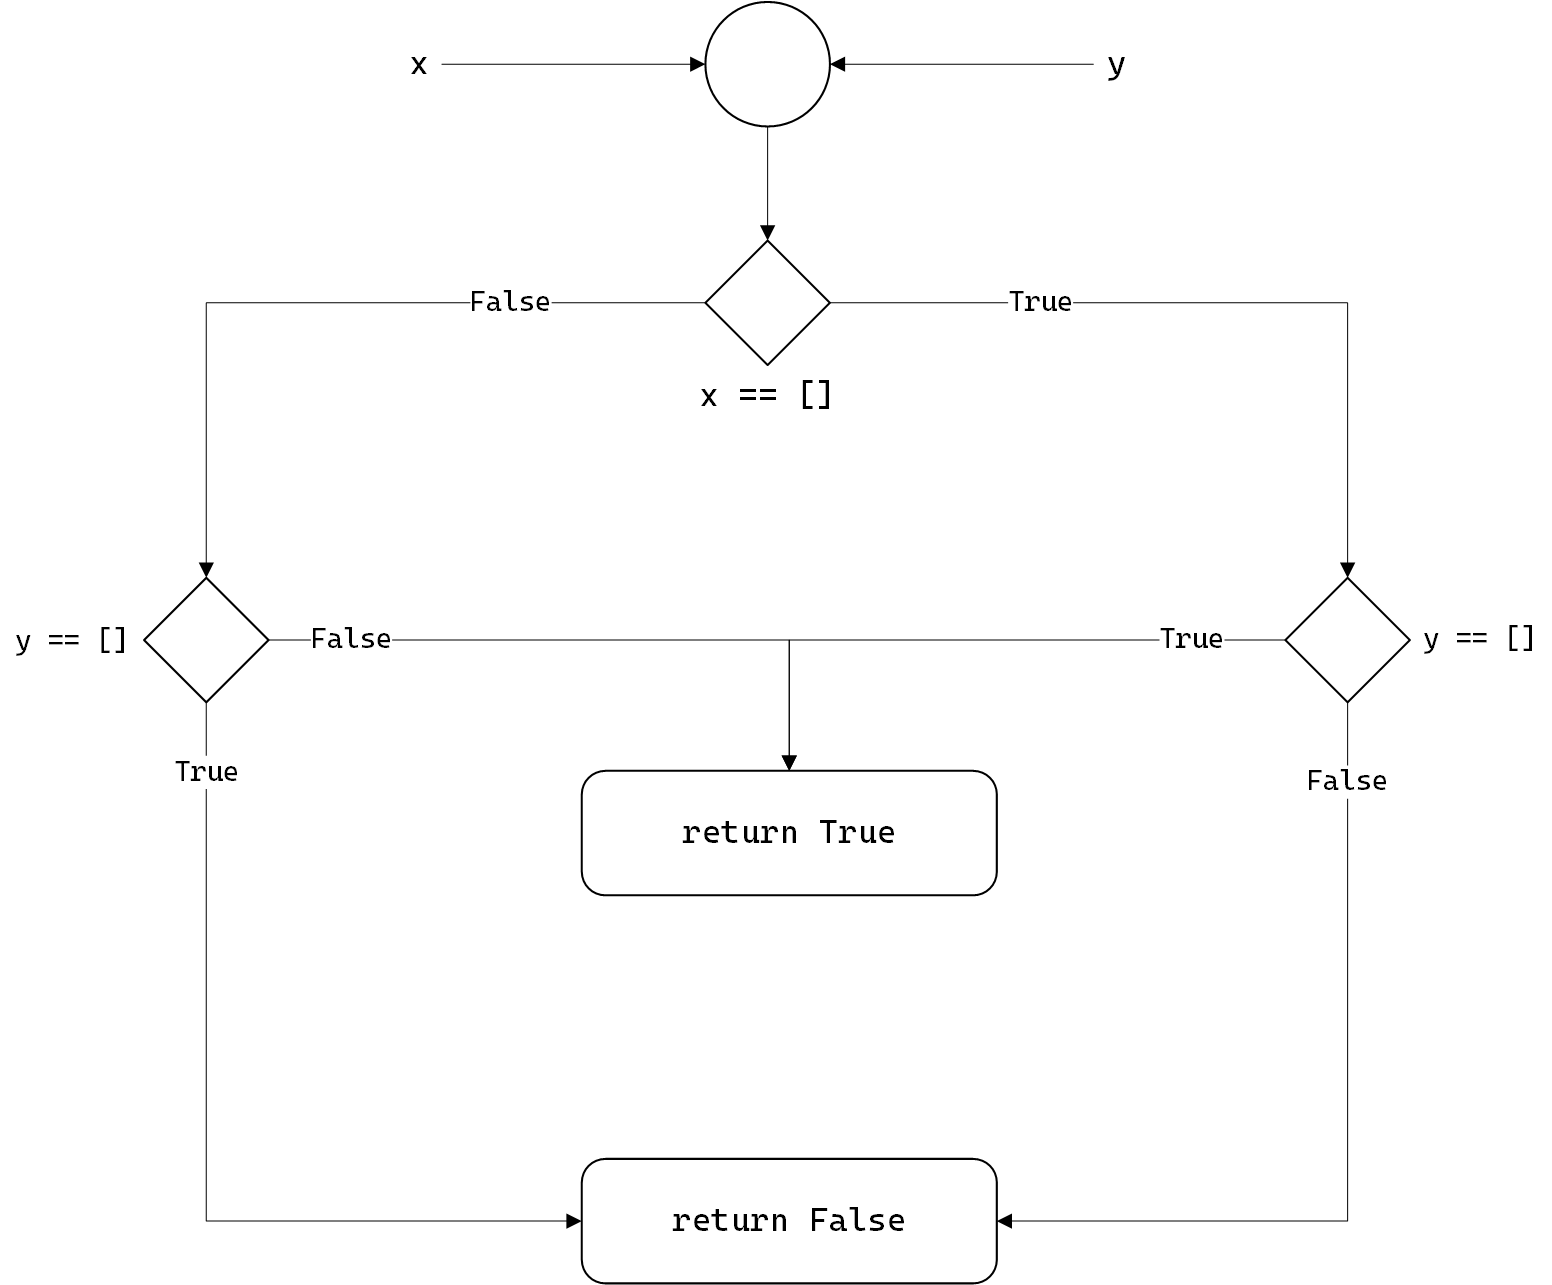 x
y
False
True
x == []
y == []
False
True
y == []
True
False
return True
return False